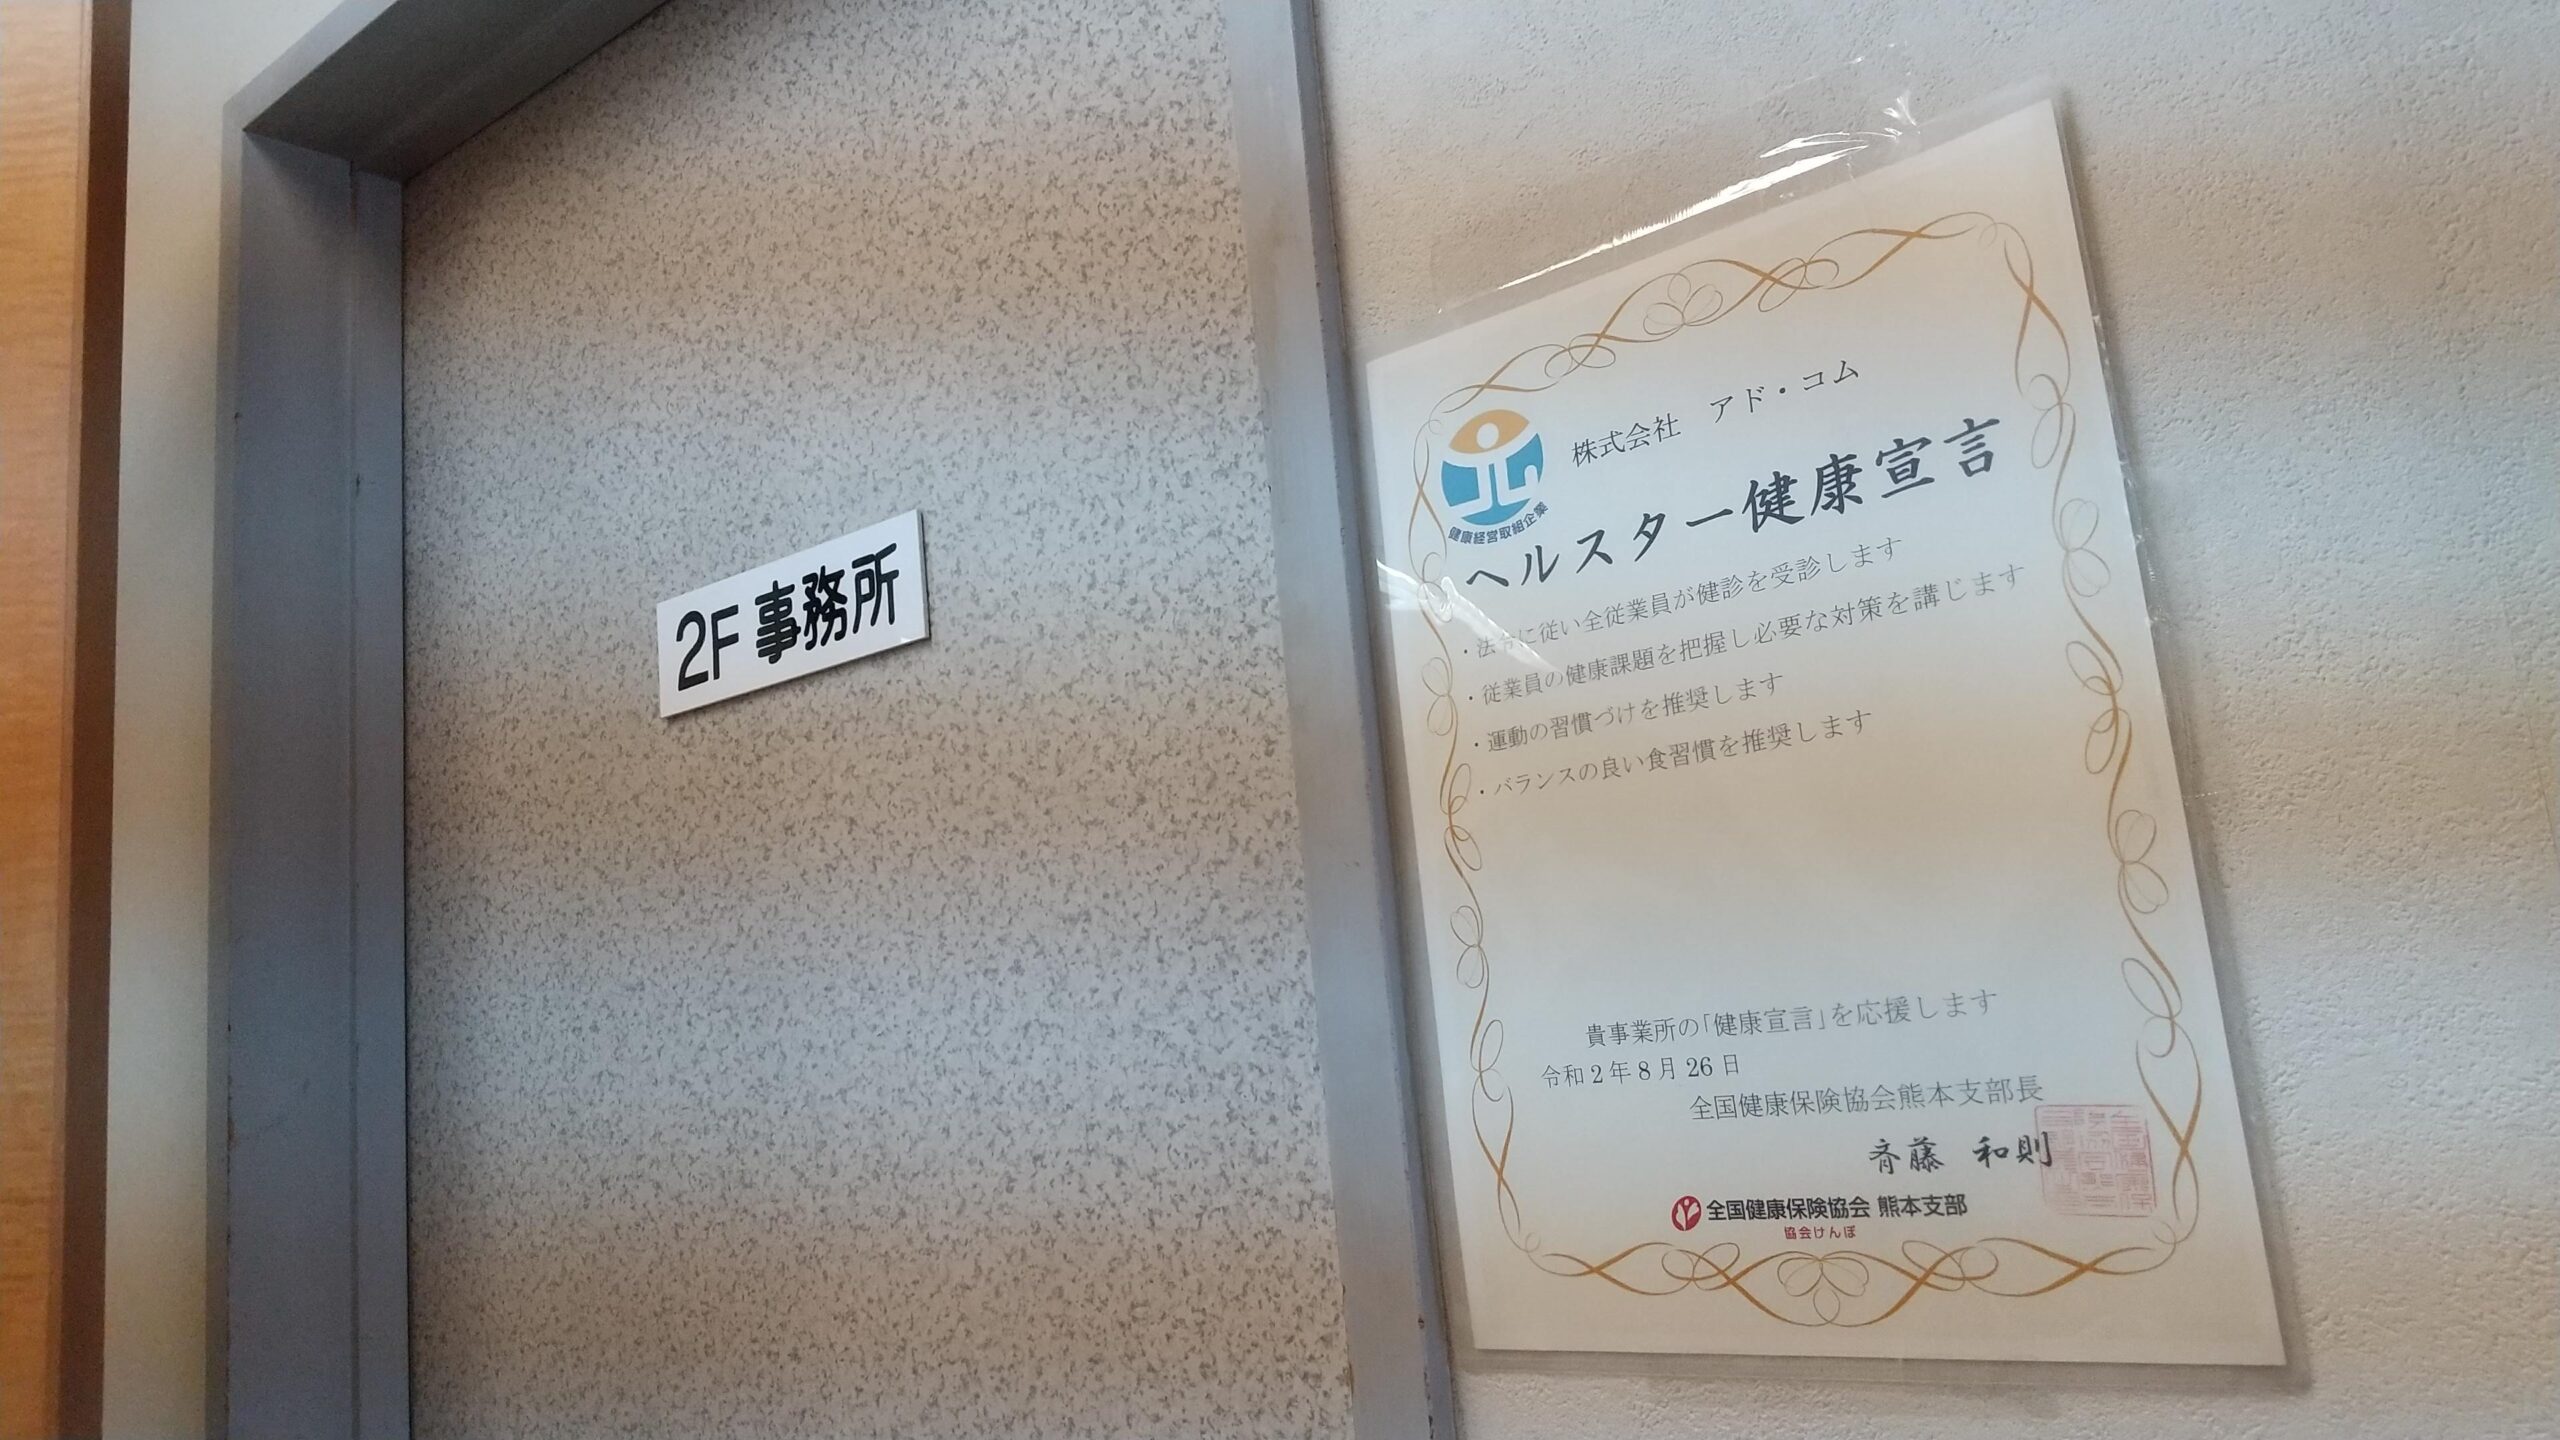 2F 事務所
株式会社 アド・コム
健康経営取組企業
ヘルスター健康宣言
・法令に従い全従業員が健診を受診します
・従業員の健康課題を把握し必要な対策を講じます
・運動の習慣づけを推奨します
・バランスの良い食習慣を推奨します
貴事業所の「健康宣言」を応援します
令和2年8月26日
全国健康保険協会熊本支部長
斉藤 和則
全国健康保険協会 熊本支部
協会けんぽ